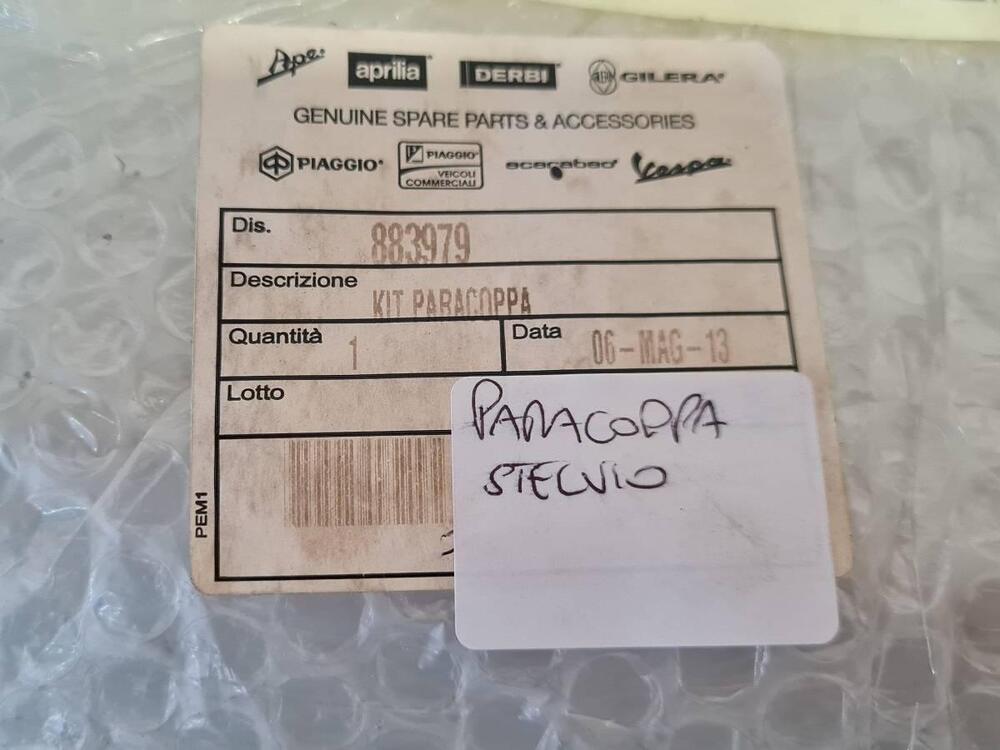 Ape
aprilia
DERBI
GILERA
GENUINE SPARE PARTS & ACCESSORIES
PIAGGIO
PIAGGIO
VEICOLI
COMMERCIALI
scarabeo
Vespa
Dis.
883979
Descrizione
KIT PARACOPPA
Quantità
1
Data
06-MAG-13
Lotto
PEM1
PARACOPPA
STELVIO